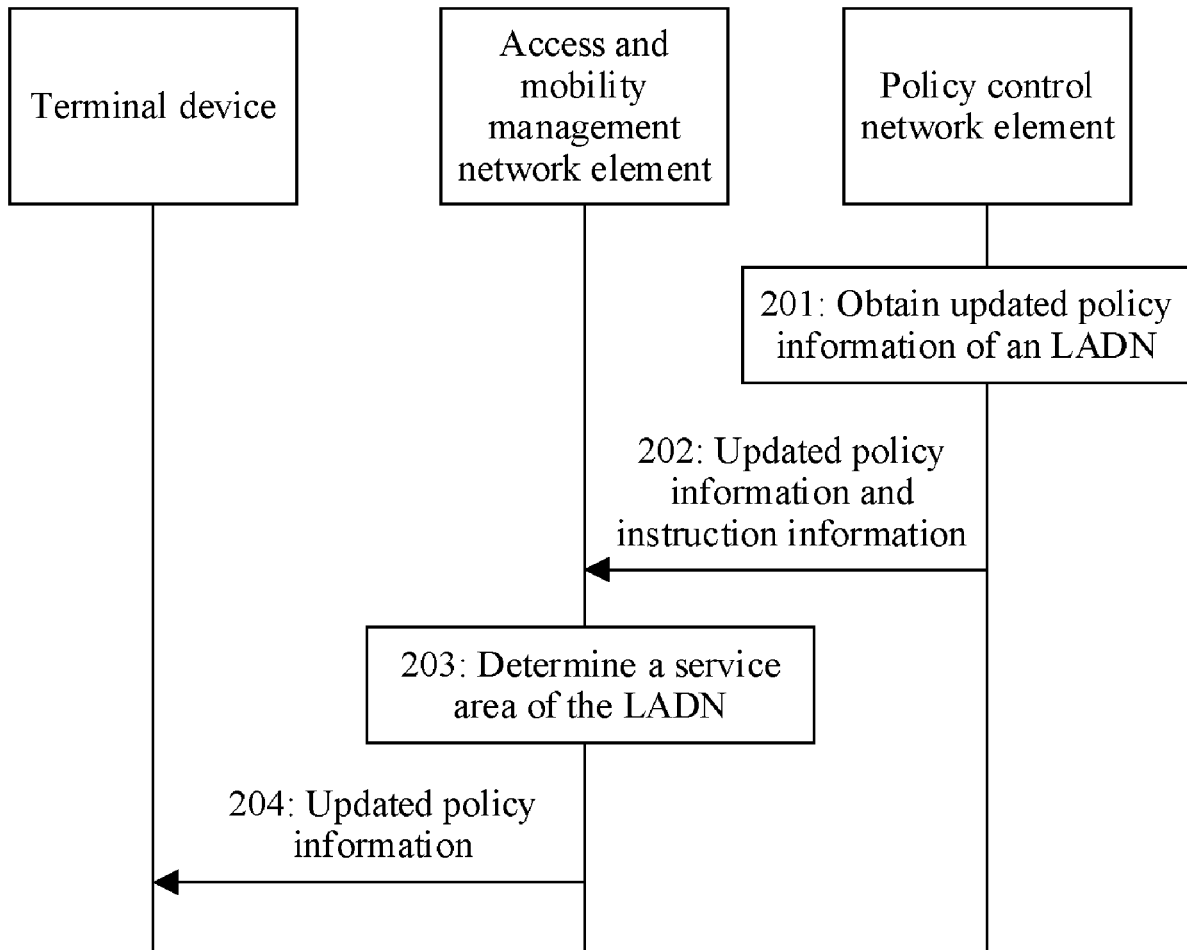 Terminal device
Access and
mobility
management
network element
Policy control
network element
201: Obtain updated policy
information of an LADN
202: Updated policy
information and
instruction information
203: Determine a service
area of the LADN
204: Updated policy
information